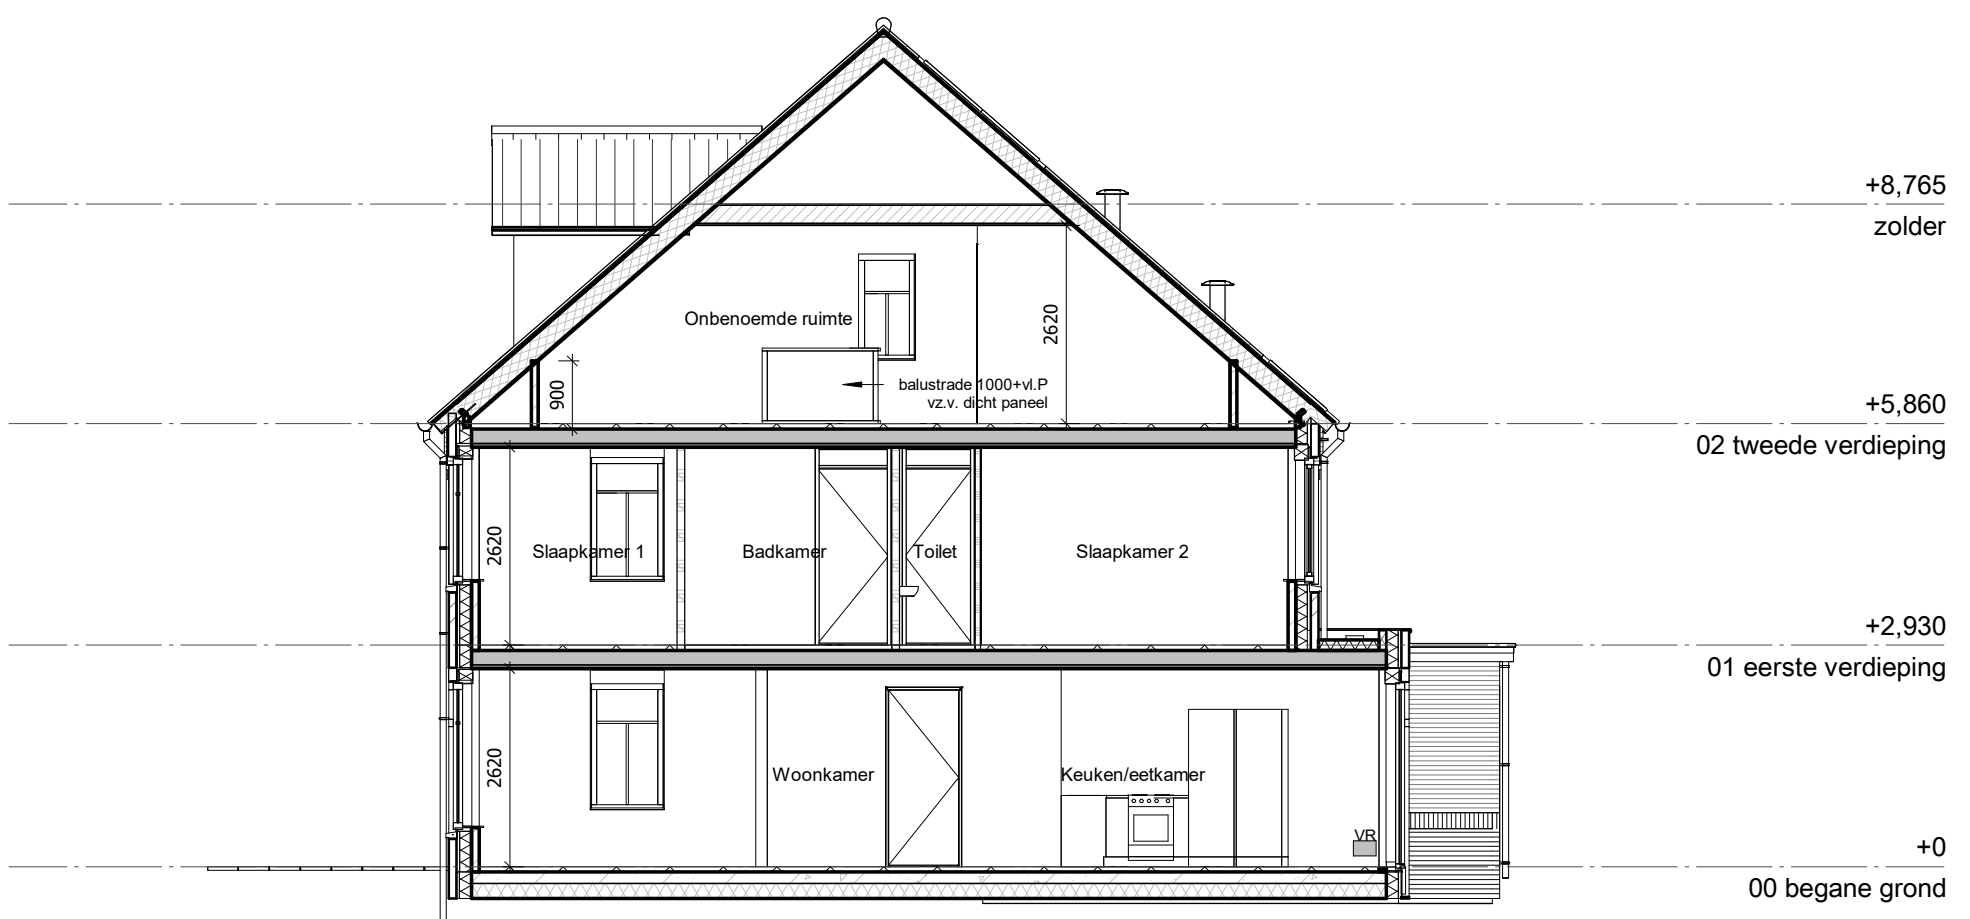 +8,765
zolder
Onbenoemde ruimte
2620
900
balustrade 1000+vl.P
vz.v. dicht paneel
+5,860
02 tweede verdieping
2620
Slaapkamer 1
Badkamer
Toilet
Slaapkamer 2
+2,930
01 eerste verdieping
2620
Woonkamer
Keuken/eetkamer
VR
+0
00 begane grond